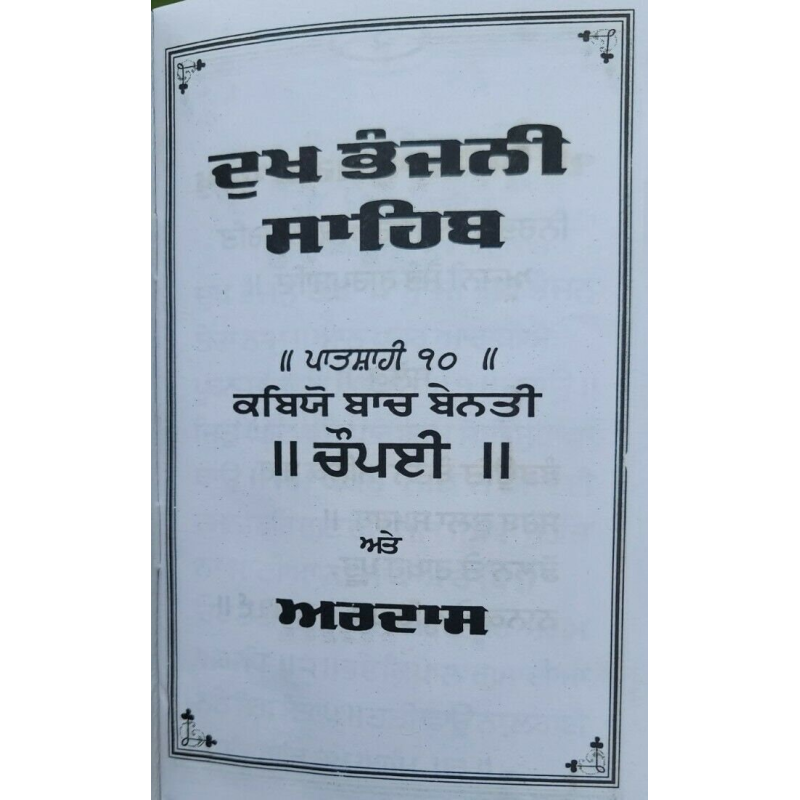 ਦੁਖ ਭੰਜਨੀ
ਸਾਹਿਬ
॥ ਪਾਤਸ਼ਾਹੀ ੧੦ ॥
ਕਬਿਯੋ ਬਾਚ ਬੇਨਤੀ
॥ ਚੌਪਈ ॥
ਅਤੇ
ਅਰਦਾਸ